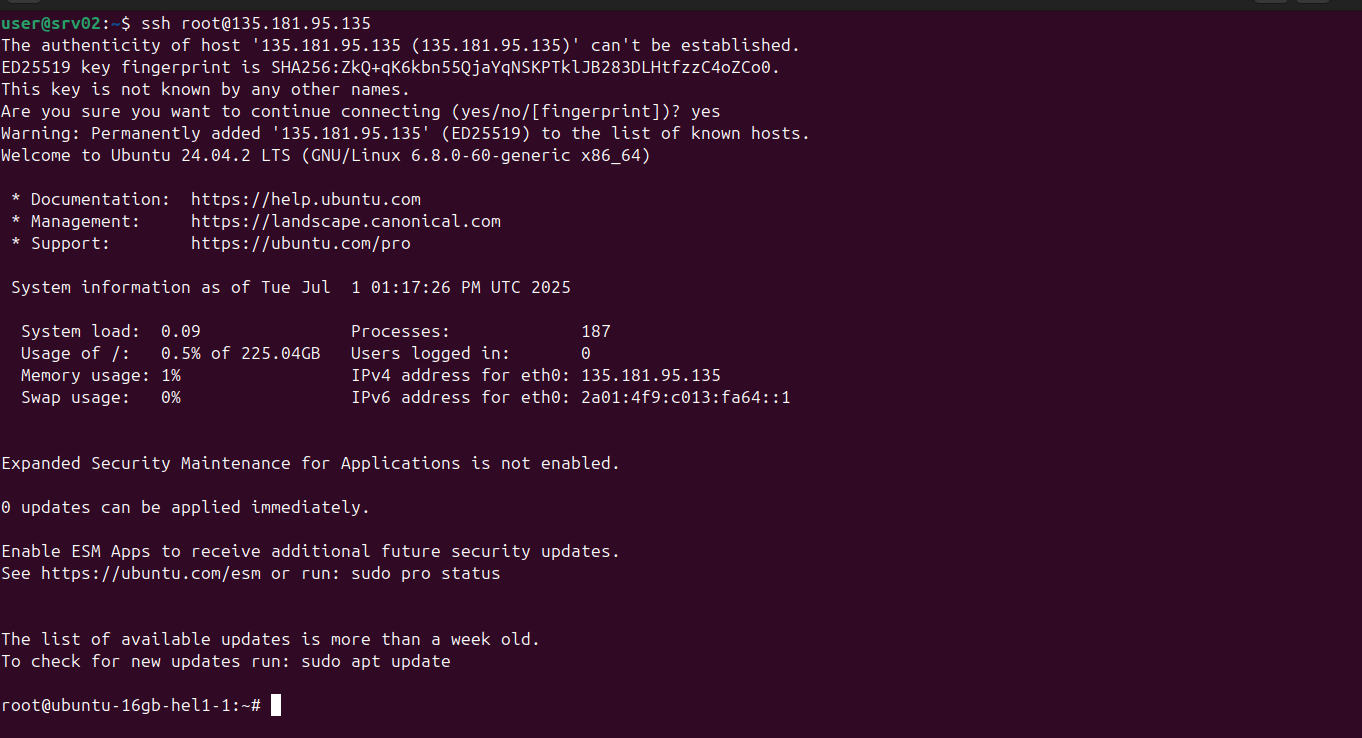 user@srv02:~$ ssh root@135.181.95.135
The authenticity of host '135.181.95.135 (135.181.95.135)' can't be established.
ED25519 key fingerprint is SHA256:ZkQ+qK6kbn55QjaYqNSKPTklJB283DLHtfzzC4oZCo0.
This key is not known by any other names.
Are you sure you want to continue connecting (yes/no/[fingerprint])? yes
Warning: Permanently added '135.181.95.135' (ED25519) to the list of known hosts.
Welcome to Ubuntu 24.04.2 LTS (GNU/Linux 6.8.0-60-generic x86_64)

 * Documentation:  https://help.ubuntu.com
 * Management:     https://landscape.canonical.com
 * Support:        https://ubuntu.com/pro

 System information as of Tue Jul  1 01:17:26 PM UTC 2025

  System load:  0.09               Processes:             187
  Usage of /:   0.5% of 225.04GB   Users logged in:       0
  Memory usage: 1%                 IPv4 address for eth0: 135.181.95.135
  Swap usage:   0%                 IPv6 address for eth0: 2a01:4f9:c013:fa64::1

Expanded Security Maintenance for Applications is not enabled.

0 updates can be applied immediately.

Enable ESM Apps to receive additional future security updates.
See https://ubuntu.com/esm or run: sudo pro status

The list of available updates is more than a week old.
To check for new updates run: sudo apt update

root@ubuntu-16gb-hel1-1:~#